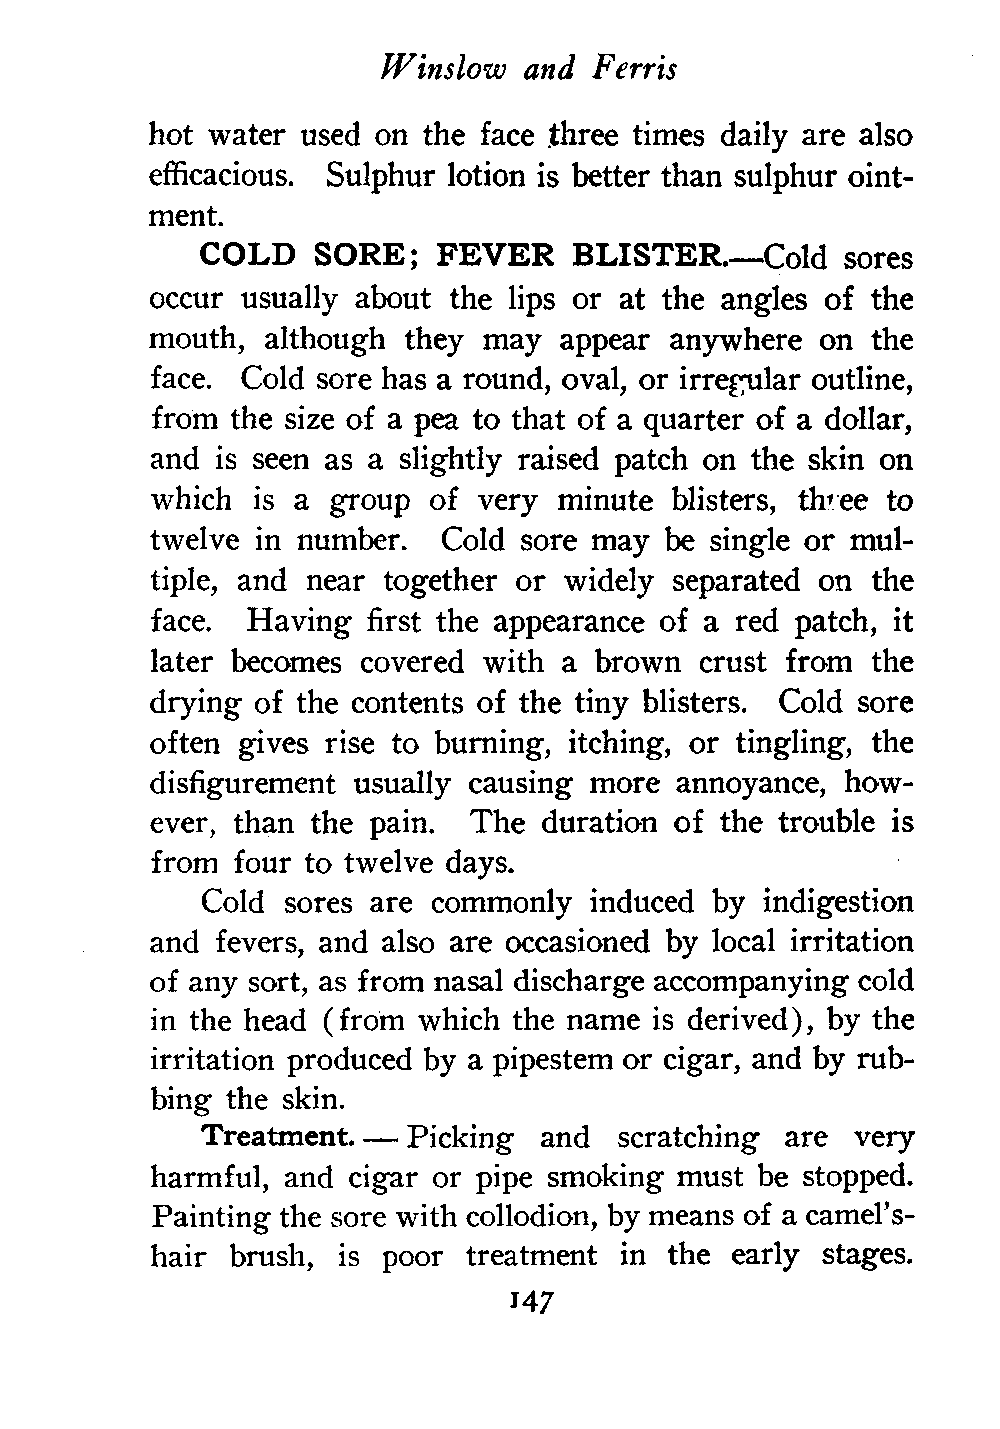 Winslow and Ferris
hot water used on the face three times daily are also
efficacious. Sulphur lotion is better than sulphur oint-
ment.
COLD SORE; FEVER BLISTER.—Cold sores
occur usually about the lips or at the angles of the
mouth, although they may appear anywhere on the
face. Cold sore has a round, oval, or irregular outline,
from the size of a pea to that of a quarter of a dollar,
and is seen as a slightly raised patch on the skin on
which is a group of very minute blisters, three to
twelve in number. Cold sore may be single or mul-
tiple, and near together or widely separated on the
face. Having first the appearance of a red patch, it
later becomes covered with a brown crust from the
drying of the contents of the tiny blisters. Cold sore
often gives rise to burning, itching, or tingling, the
disfigurement usually causing more annoyance, how-
ever, than the pain. The duration of the trouble is
from four to twelve days.
Cold sores are commonly induced by indigestion
and fevers, and also are occasioned by local irritation
of any sort, as from nasal discharge accompanying cold
in the head (from which the name is derived), by the
irritation produced by a pipestem or cigar, and by rub-
bing the skin.
Treatment.—Picking and scratching are very
harmful, and cigar or pipe smoking must be stopped.
Painting the sore with collodion, by means of a camel's-
hair brush, is poor treatment in the early stages.
147